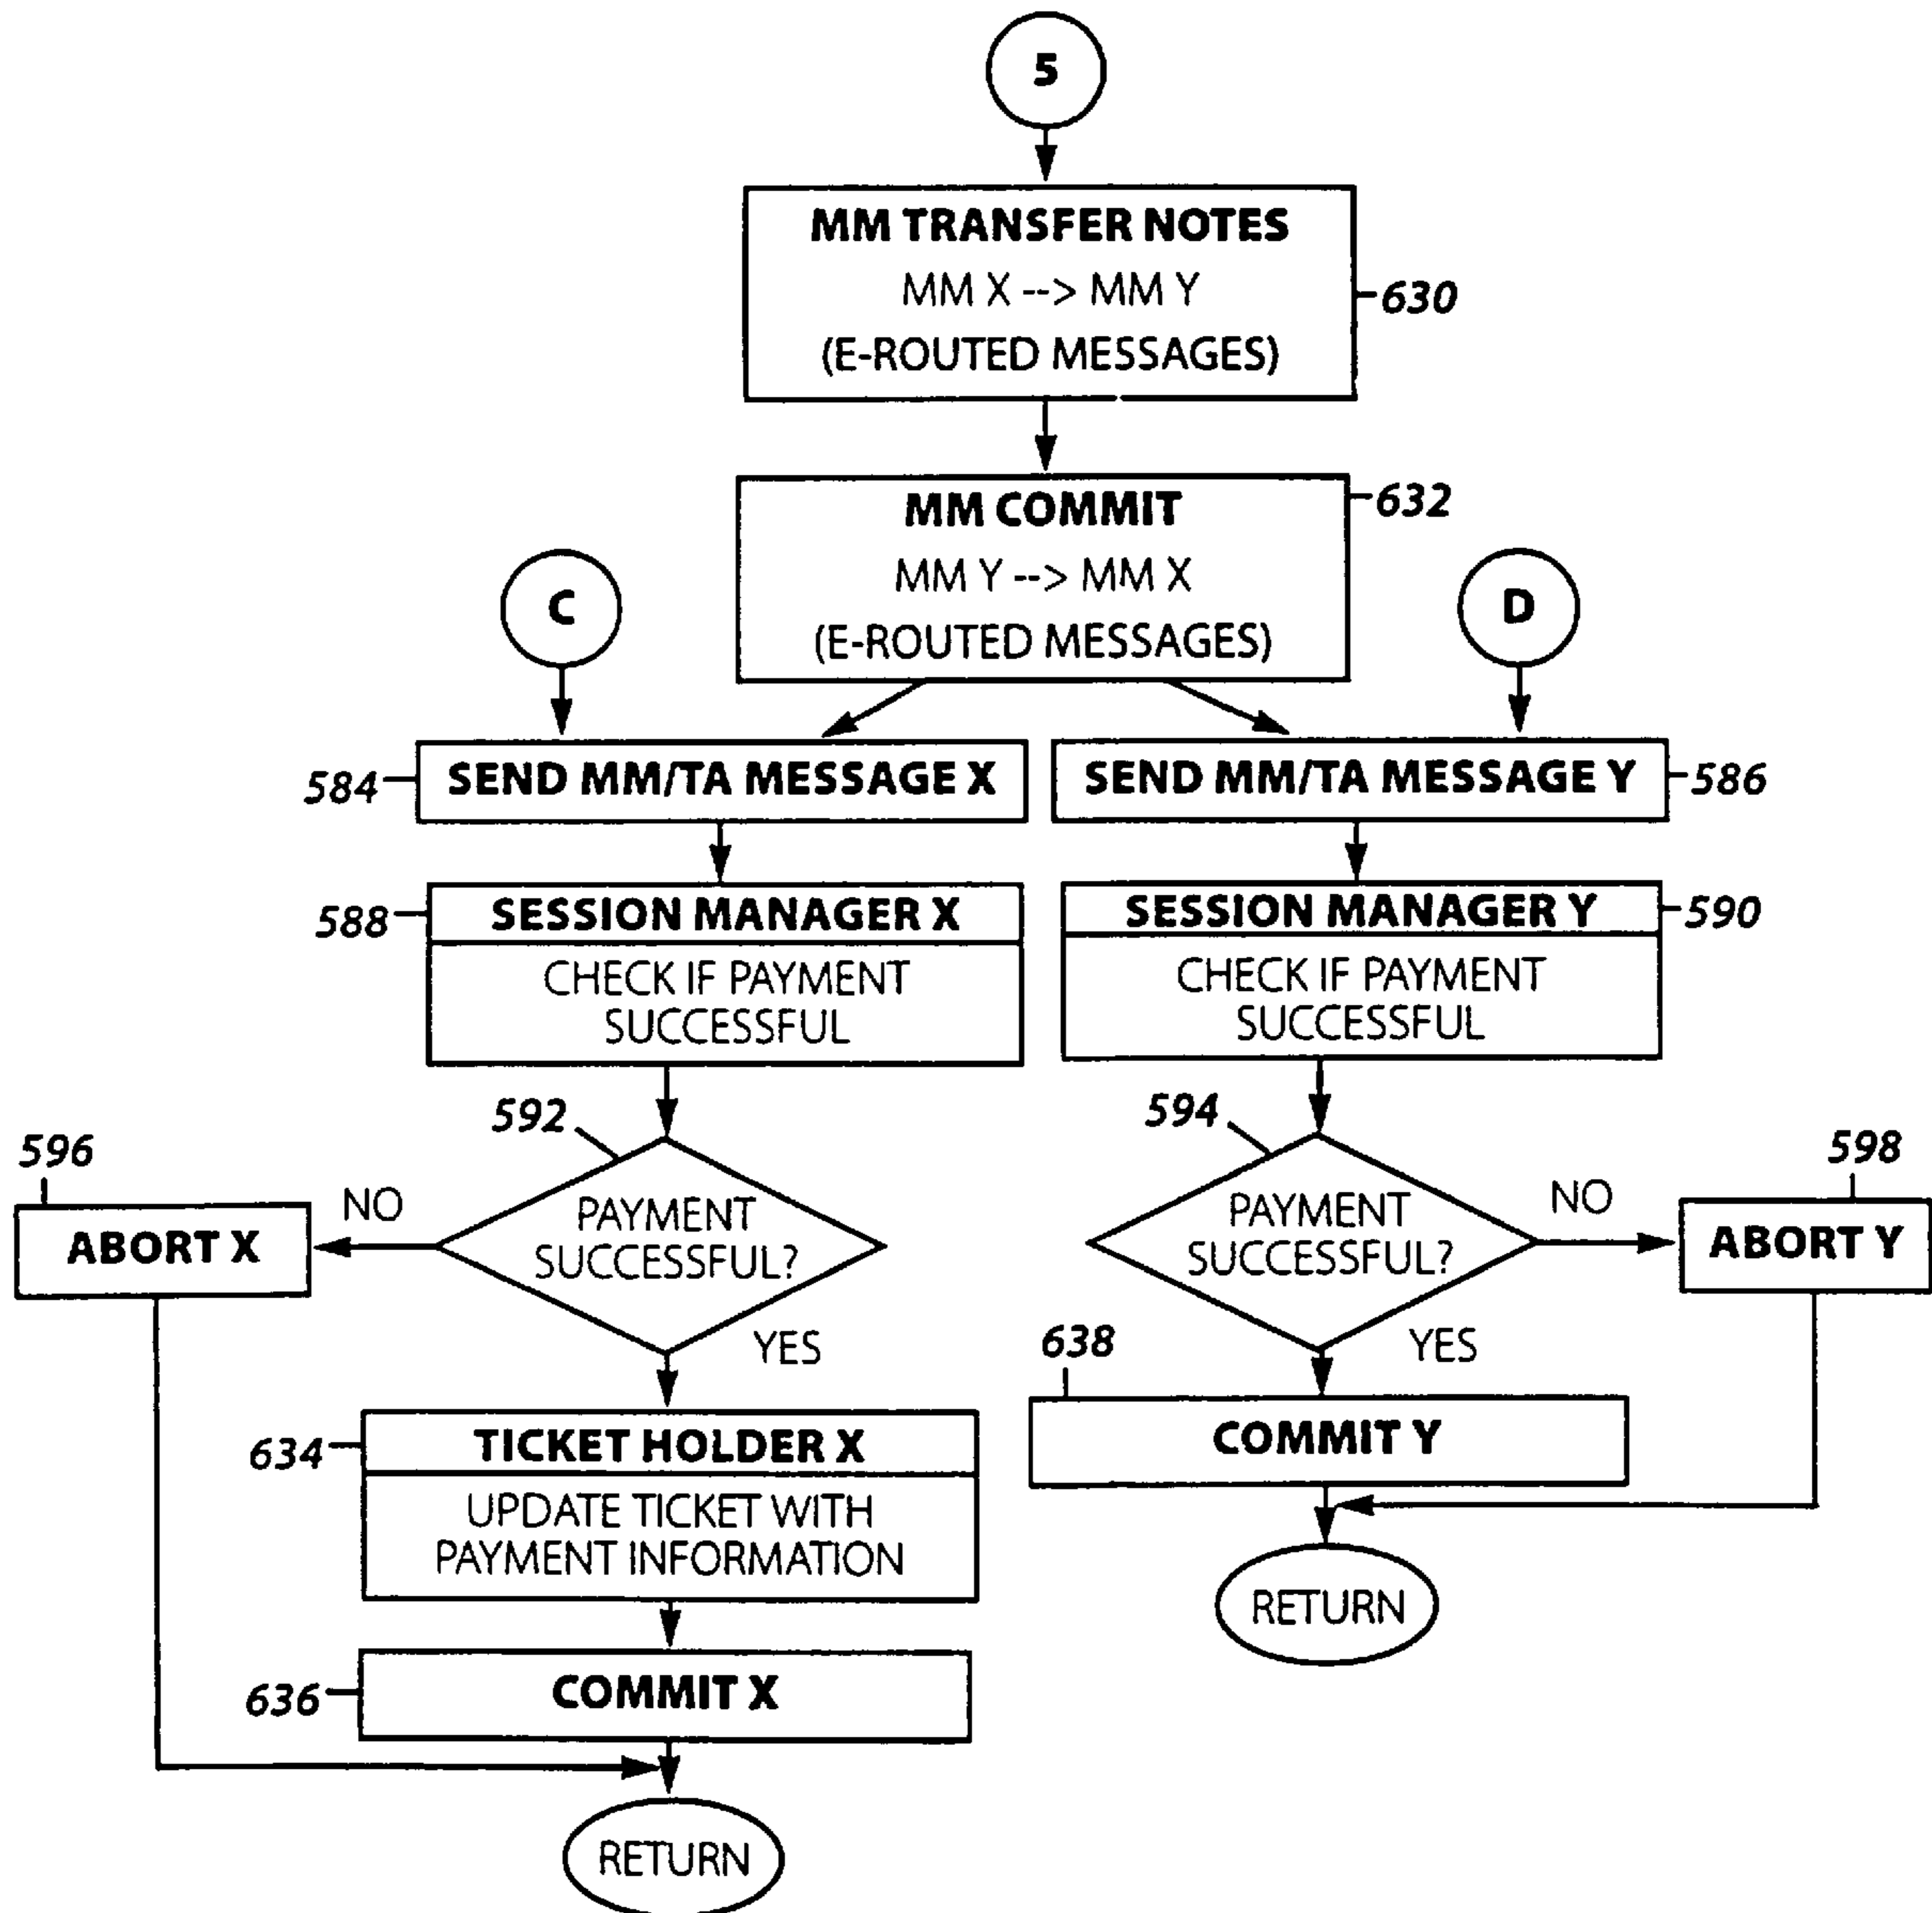 5
MM TRANSFER NOTES
MM X --> MM Y
(E-ROUTED MESSAGES)
630
MM COMMIT
MM Y --> MM X
(E-ROUTED MESSAGES)
632
C
D
584
SEND MM/TA MESSAGE X
SEND MM/TA MESSAGE Y
586
588
SESSION MANAGER X
CHECK IF PAYMENT
SUCCESSFUL
SESSION MANAGER Y
CHECK IF PAYMENT
SUCCESSFUL
590
592
594
596
598
ABORT X
NO
PAYMENT
SUCCESSFUL?
YES
PAYMENT
SUCCESSFUL?
NO
ABORT Y
YES
638
COMMIT Y
634
TICKET HOLDER X
UPDATE TICKET WITH
PAYMENT INFORMATION
RETURN
636
COMMIT X
RETURN